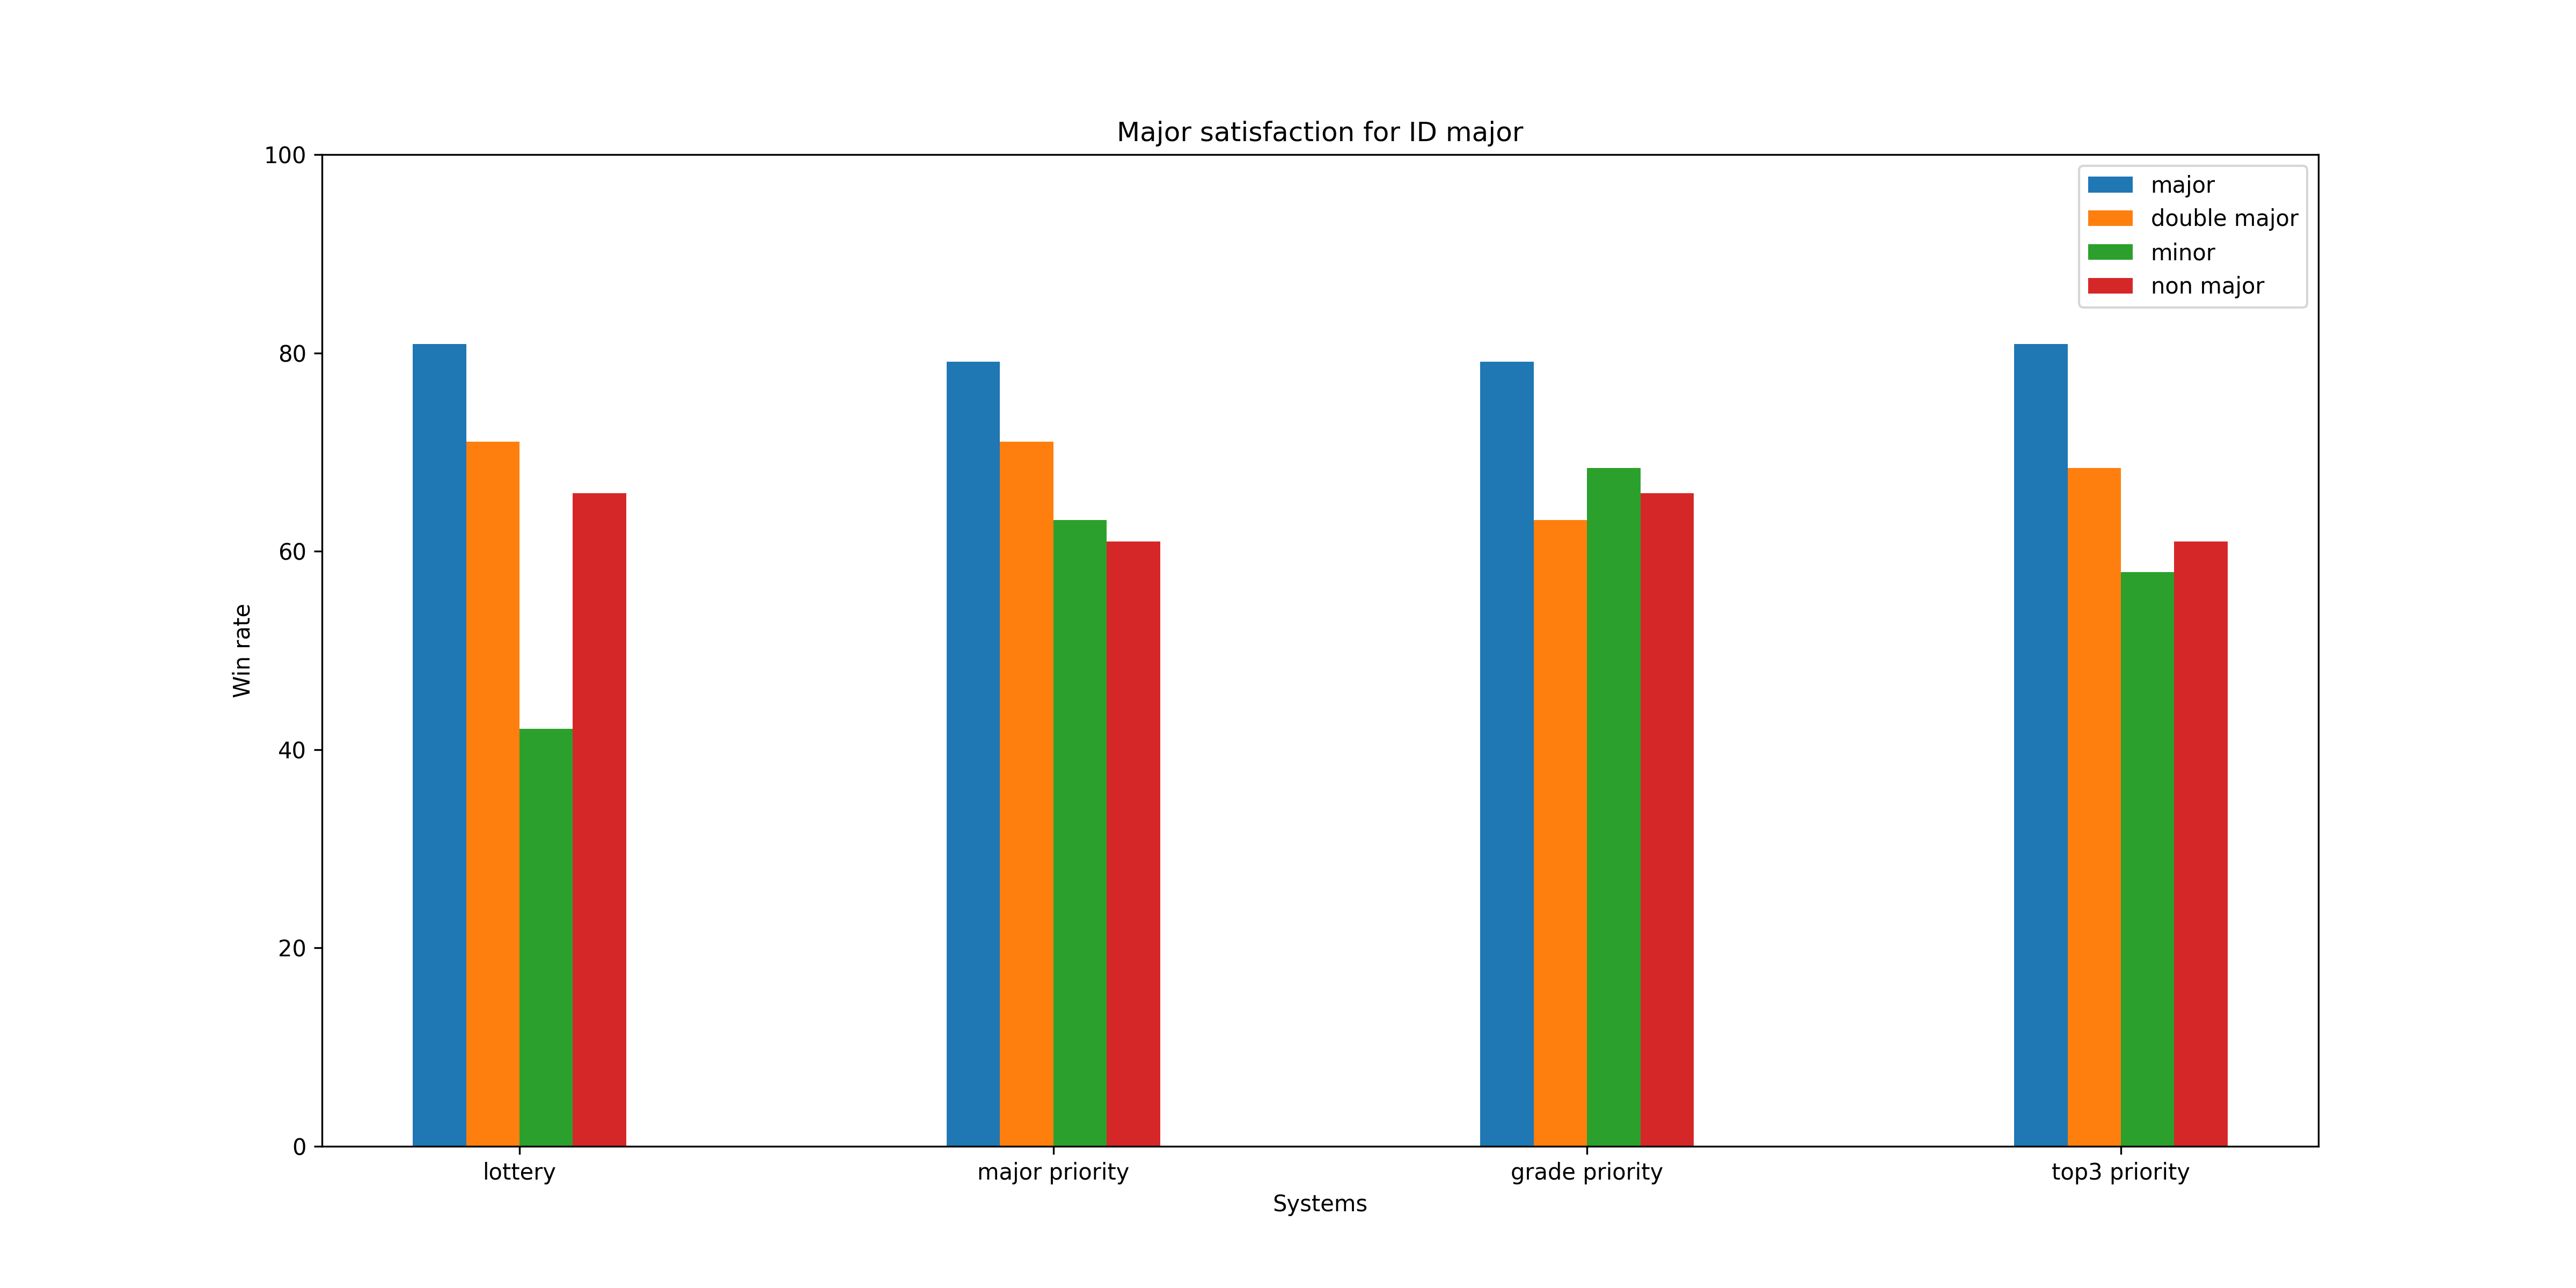 Major satisfaction for ID major
100
80
60
40
20
0
Win rate
major
double major
minor
non major
lottery
major priority
grade priority
top3 priority
Systems